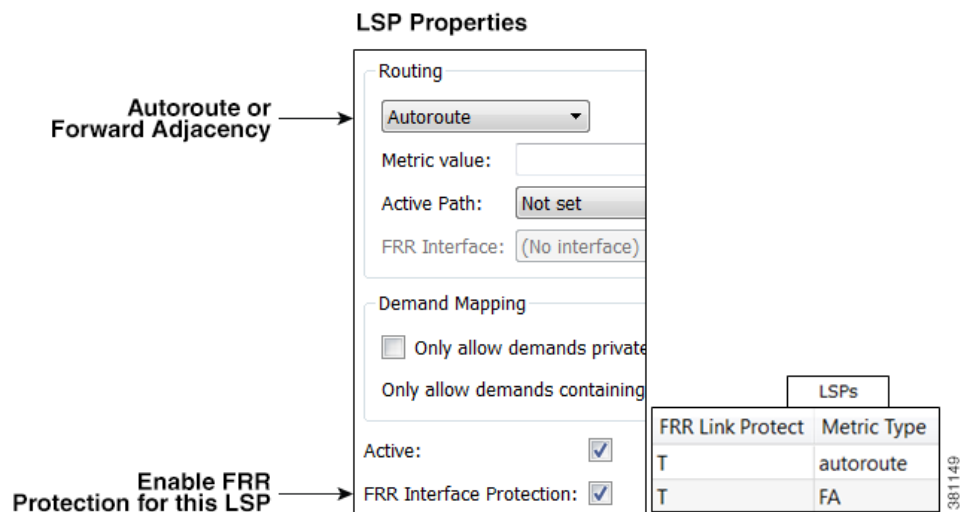 LSP Properties
Routing
Autoroute or
Forward Adjacency
Autoroute
Metric value:
Active Path: Not set
FRR Interface: (No interface)
Demand Mapping
Only allow demands private
Only allow demands containing
Active:
Enable FRR
Protection for this LSP
FRR Interface Protection:
LSPs
FRR Link Protect Metric Type
T autoroute
T FA
381149